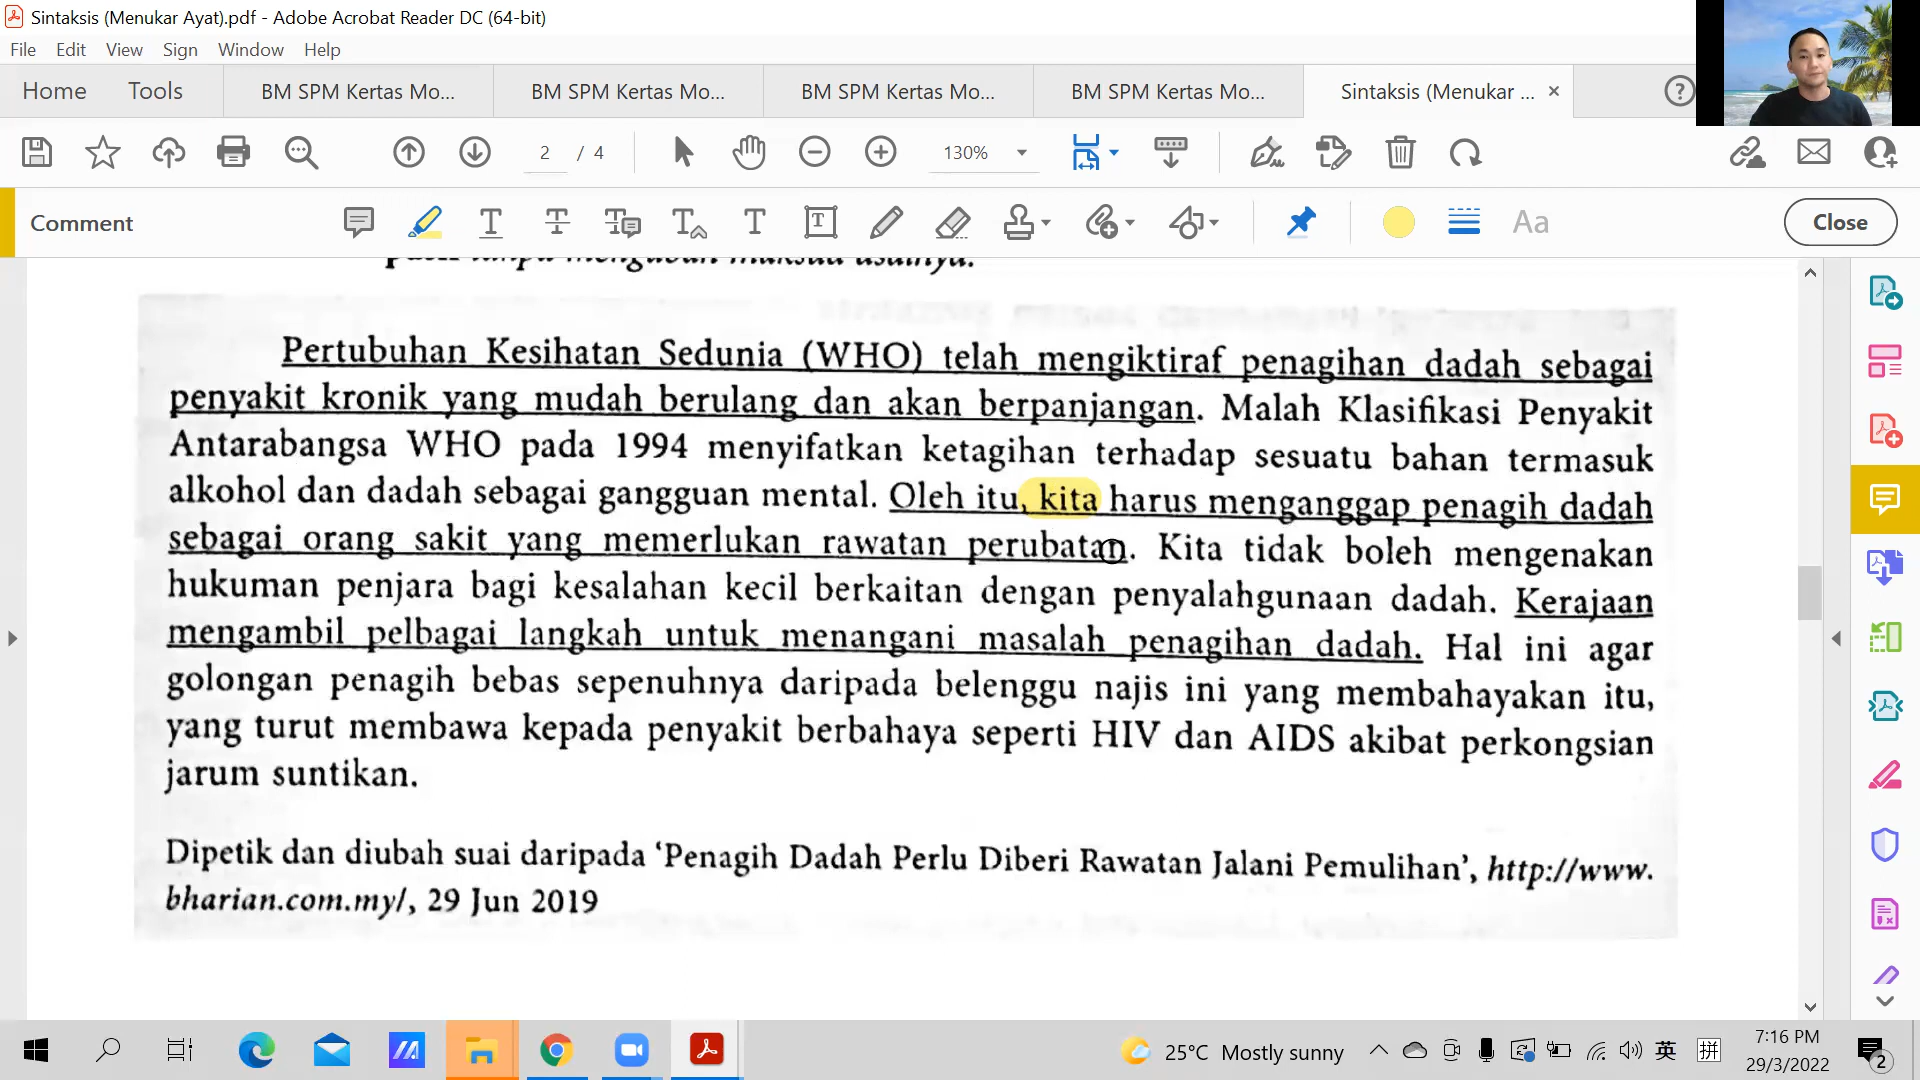 Sintaksis (Menukar Ayat).pdf - Adobe Acrobat Reader DC (64-bit)
File Edit View Sign Window Help
Home Tools BM SPM Kertas Mo... BM SPM Kertas Mo... BM SPM Kertas Mo... BM SPM Kertas Mo... Sintaksis (Menukar ... ×
2 / 4 130%
Comment Aa Close
tanpa mengubah maksud asalnya.
Pertubuhan Kesihatan Sedunia (WHO) telah mengiktiraf penagihan dadah sebagai
penyakit kronik yang mudah berulang dan akan berpanjangan. Malah Klasifikasi Penyakit
Antarabangsa WHO pada 1994 menyifatkan ketagihan terhadap sesuatu bahan termasuk
alkohol dan dadah sebagai gangguan mental. Oleh itu, kita harus menganggap penagih dadah
sebagai orang sakit yang memerlukan rawatan perubatan. Kita tidak boleh mengenakan
hukuman penjara bagi kesalahan kecil berkaitan dengan penyalahgunaan dadah. Kerajaan
mengambil pelbagai langkah untuk menangani masalah penagihan dadah. Hal ini agar
golongan penagih bebas sepenuhnya daripada belenggu najis ini yang membahayakan itu,
yang turut membawa kepada penyakit berbahaya seperti HIV dan AIDS akibat perkongsian
jarum suntikan.
Dipetik dan diubah suai daripada ‘Penagih Dadah Perlu Diberi Rawatan Jalani Pemulihan’, http://www.
bharian.com.my/, 29 Jun 2019
25°C Mostly sunny 英 拼 7:16 PM
29/3/2022 2